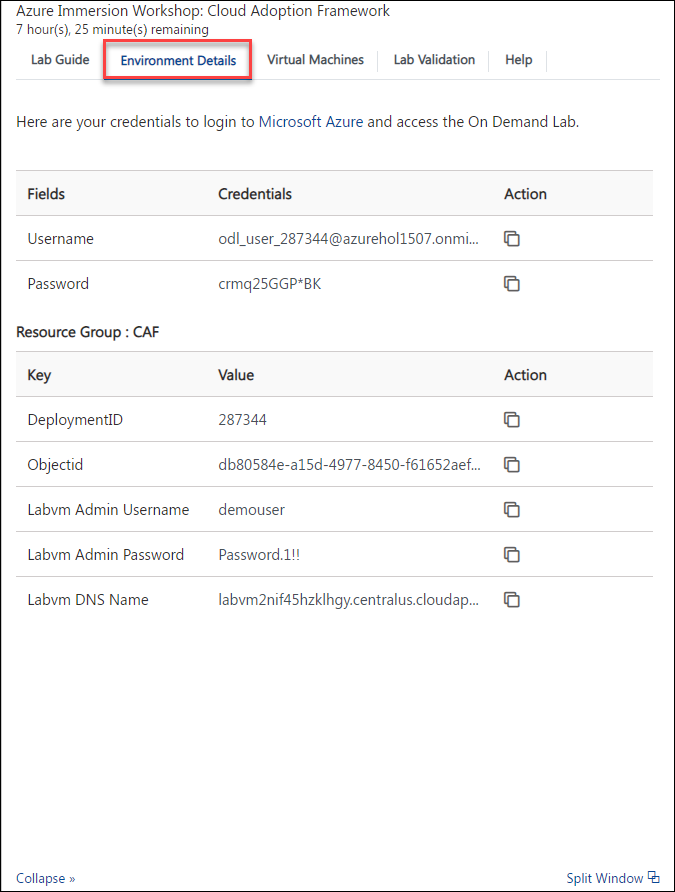 Azure Immersion Workshop: Cloud Adoption Framework
7 hour(s), 25 minute(s) remaining
Lab Guide Environment Details Virtual Machines Lab Validation Help
Here are your credentials to login to Microsoft Azure and access the On Demand Lab.
Fields Credentials Action
Username odl_user_287344@azurehol1507.onmi...
Password crmq25GGP*BK
Resource Group : CAF
Key Value Action
DeploymentID 287344
Objectid db80584e-a15d-4977-8450-f61652aef...
Labvm Admin Username demouser
Labvm Admin Password Password.1!!
Labvm DNS Name labvm2nif45hzklhgy.centralus.cloudap...
Collapse » Split Window